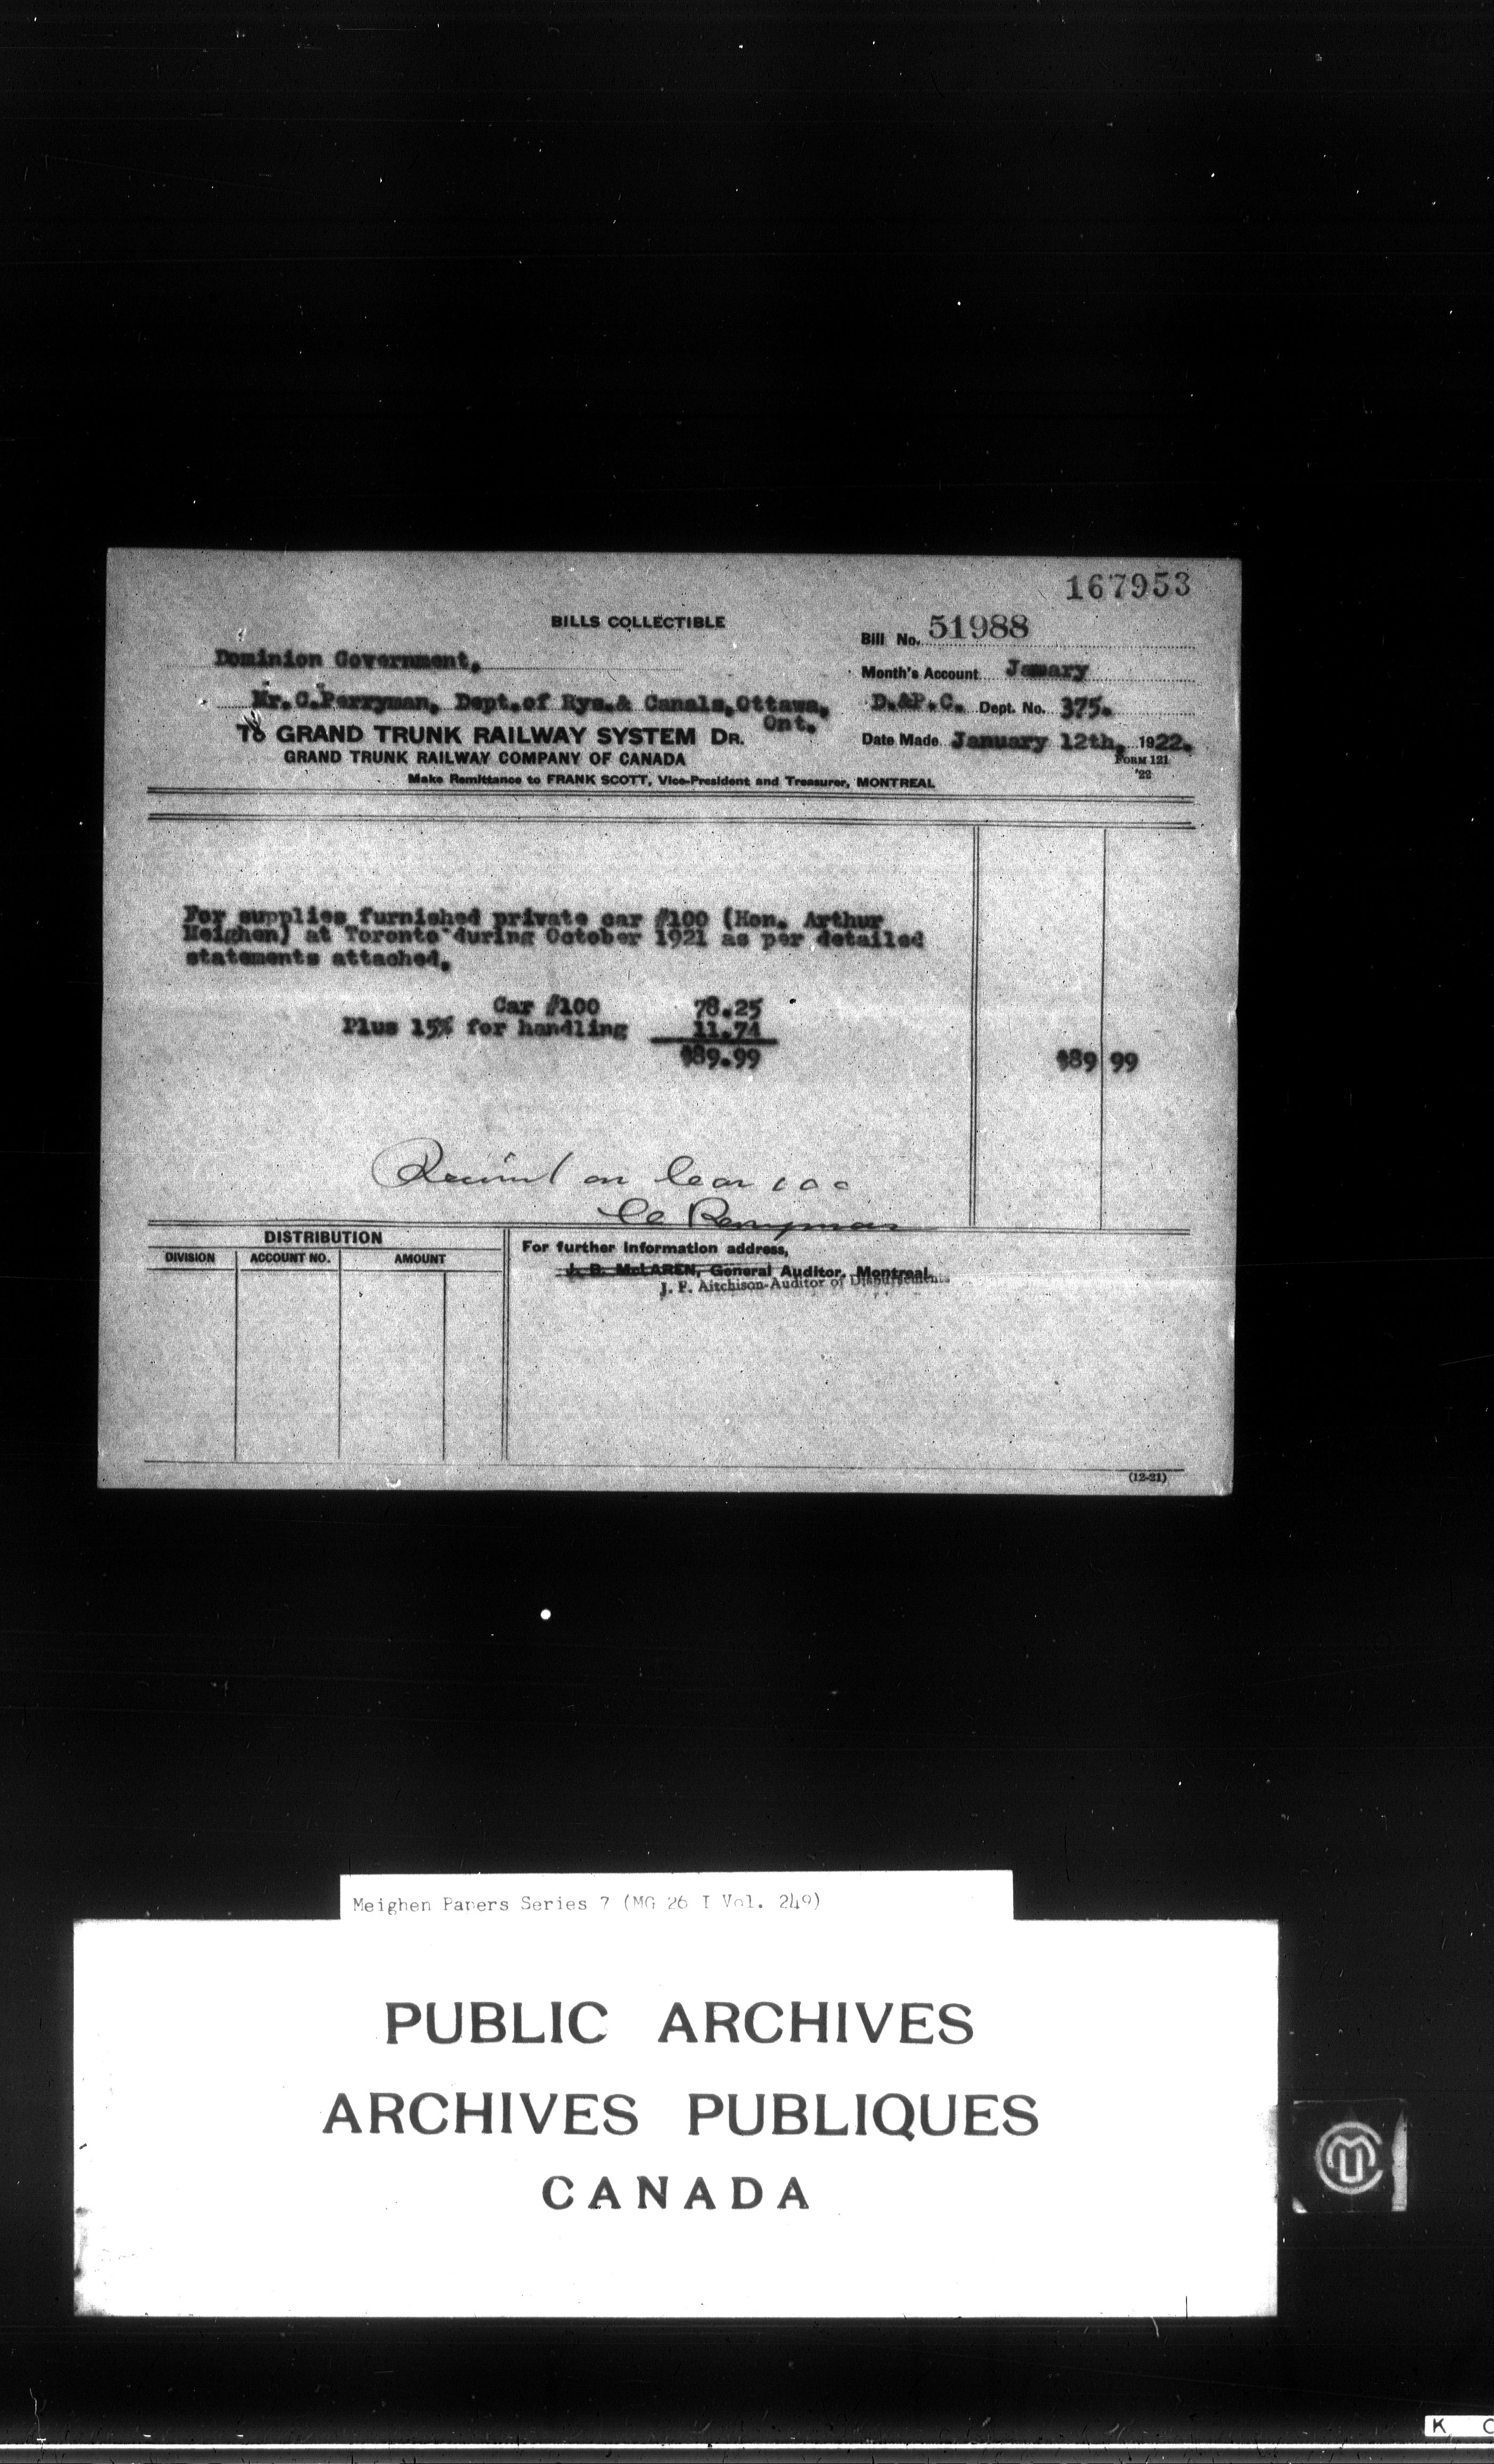 167953
BILLS COLLECTIBLE
Bill No. 51988
Dominion Government,
Month's Account January
Mr.C.Perryman, Dept.of Rys.& Canals,Ottawa,
Ont.
D.&P.C. Dept. No. 375.
To GRAND TRUNK RAILWAY SYSTEM DR.
Date Made January 12th, 1922.
GRAND TRUNK RAILWAY COMPANY OF CANADA
FORM 121
'22
Make Remittance to FRANK SCOTT, Vice-President and Treasurer, MONTREAL
For supplies furnished private car #100 (Hon. Arthur
Meighen) at Toronto during October 1921 as per detailed
statements attached.
Car #100 78.25
Plus 15% for handling 11.74
$89.99 $89 99
on Car 100
C Perryman
DISTRIBUTION
DIVISION ACCOUNT NO. AMOUNT
For further information address,
J. B. McLAREN, General Auditor, Montreal.
J. F. Aitchison-Auditor of Disbursements
(12-21)
Meighen Papers Series 7 (MG 26 I Vol. 249)
PUBLIC ARCHIVES
ARCHIVES PUBLIQUES
CANADA
K C